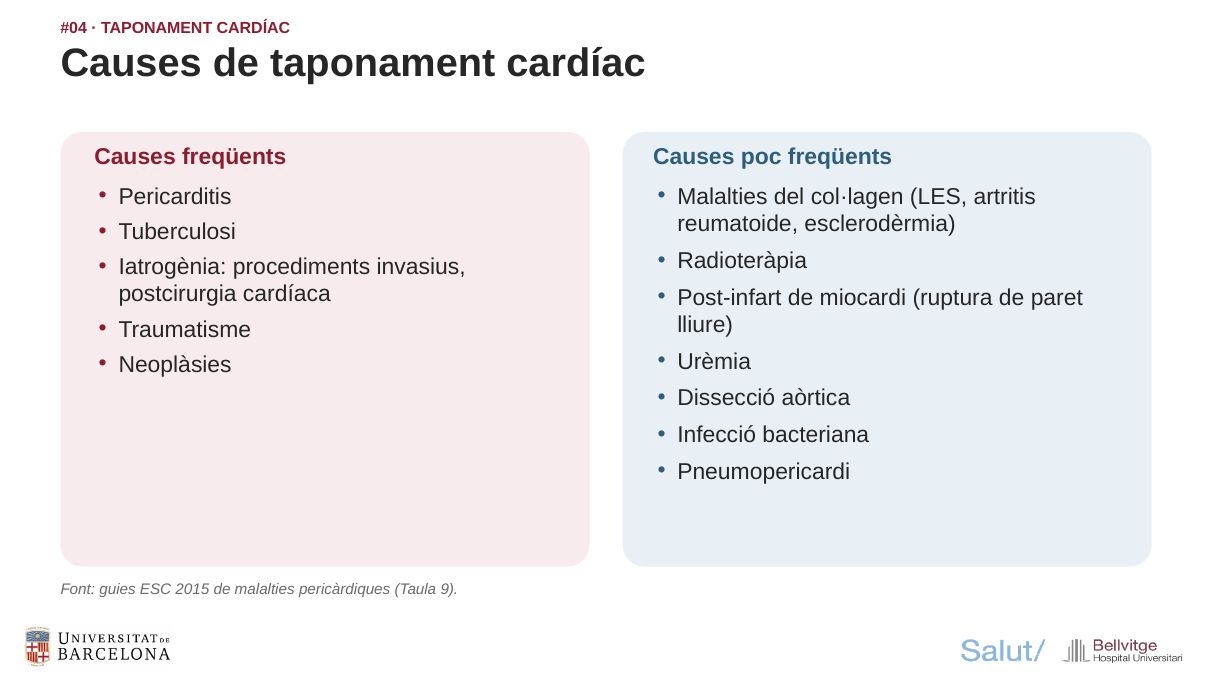 #04 · TAPONAMENT CARDÍAC
Causes de taponament cardíac
Causes freqüents
• Pericarditis
• Tuberculosi
• Iatrogènia: procediments invasius,
postcirurgia cardíaca
• Traumatisme
• Neoplàsies
Causes poc freqüents
• Malalties del col·lagen (LES, artritis
reumatoide, esclerodèrmia)
• Radioteràpia
• Post-infart de miocardi (ruptura de paret
lliure)
• Urèmia
• Dissecció aòrtica
• Infecció bacteriana
• Pneumopericardi
Font: guies ESC 2015 de malalties pericàrdiques (Taula 9).
UNIVERSITAT DE
BARCELONA
Salut/
Bellvitge
Hospital Universitari